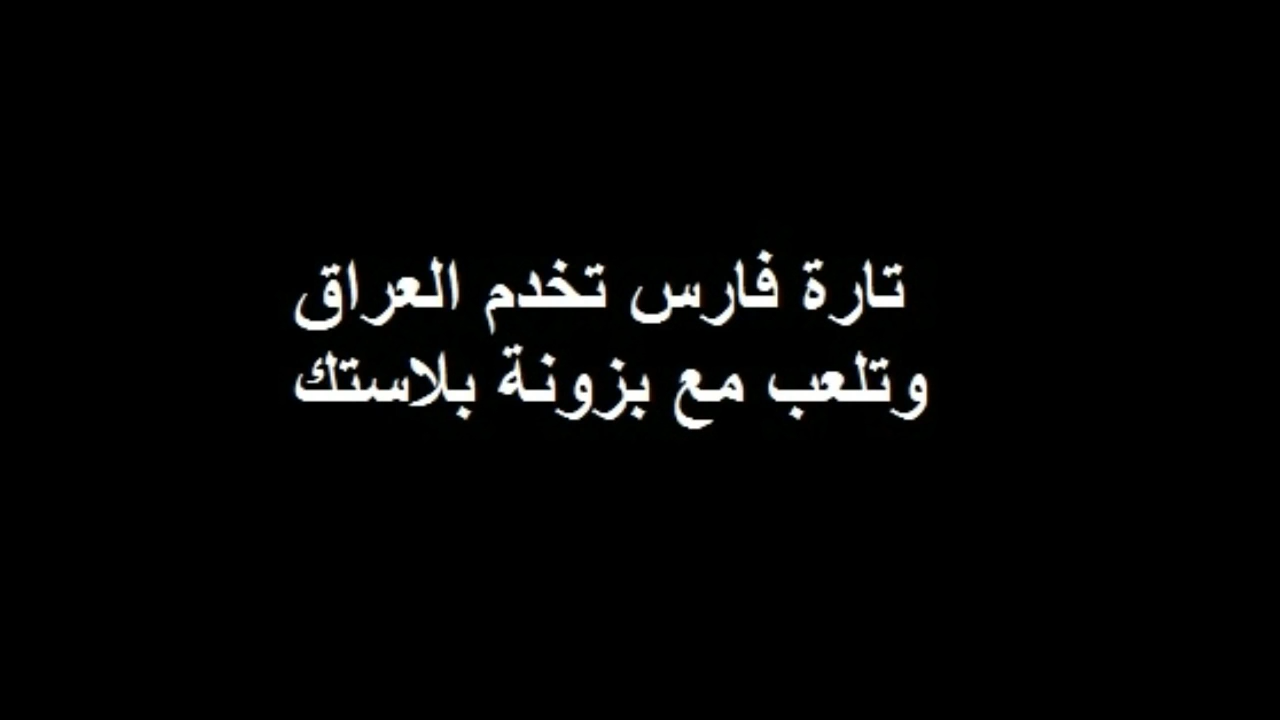 تارة فارس تخدم العراق
وتلعب مع بزونة بلاستك